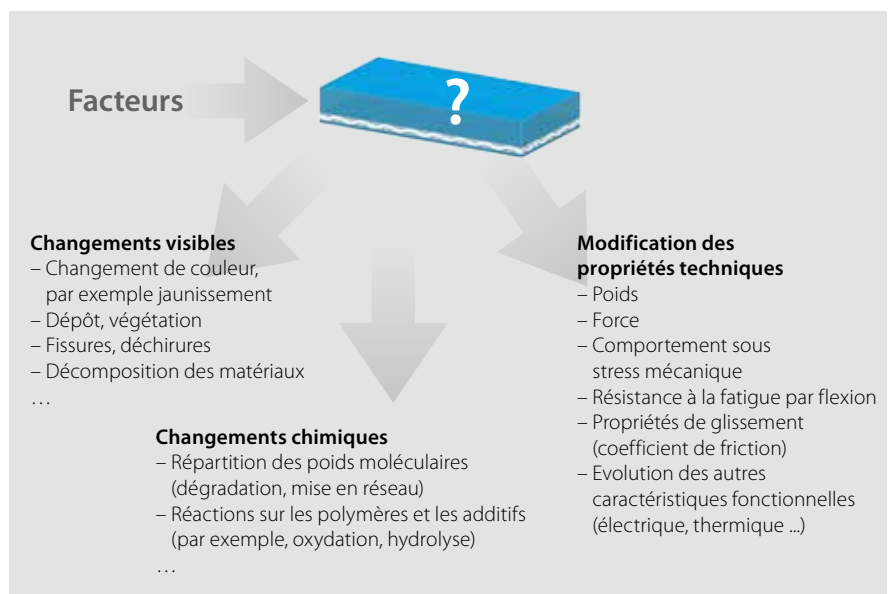 Facteurs
?
Changements visibles
– Changement de couleur,
par exemple jaunissement
– Dépôt, végétation
– Fissures, déchirures
– Décomposition des matériaux
…
Changements chimiques
– Répartition des poids moléculaires
(dégradation, mise en réseau)
– Réactions sur les polymères et les additifs
(par exemple, oxydation, hydrolyse)
…
Modification des
propriétés techniques
– Poids
– Force
– Comportement sous
stress mécanique
– Résistance à la fatigue par flexion
– Propriétés de glissement
(coefficient de friction)
– Evolution des autres
caractéristiques fonctionnelles
(électrique, thermique ...)